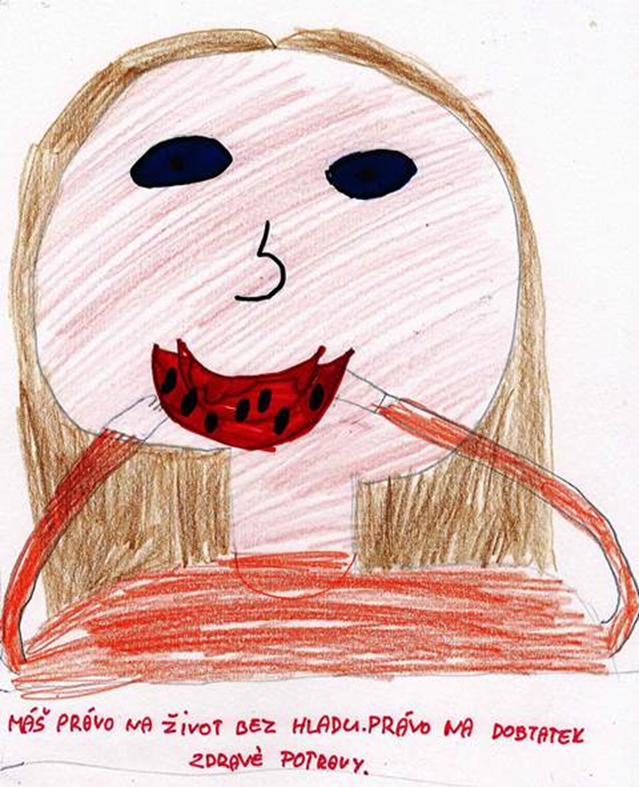 MÁŠ PRÁVO NA ŽIVOT BEZ HLADU.PRÁVO NA DOBTATEK
ZDRAVÉ POTRAVY.